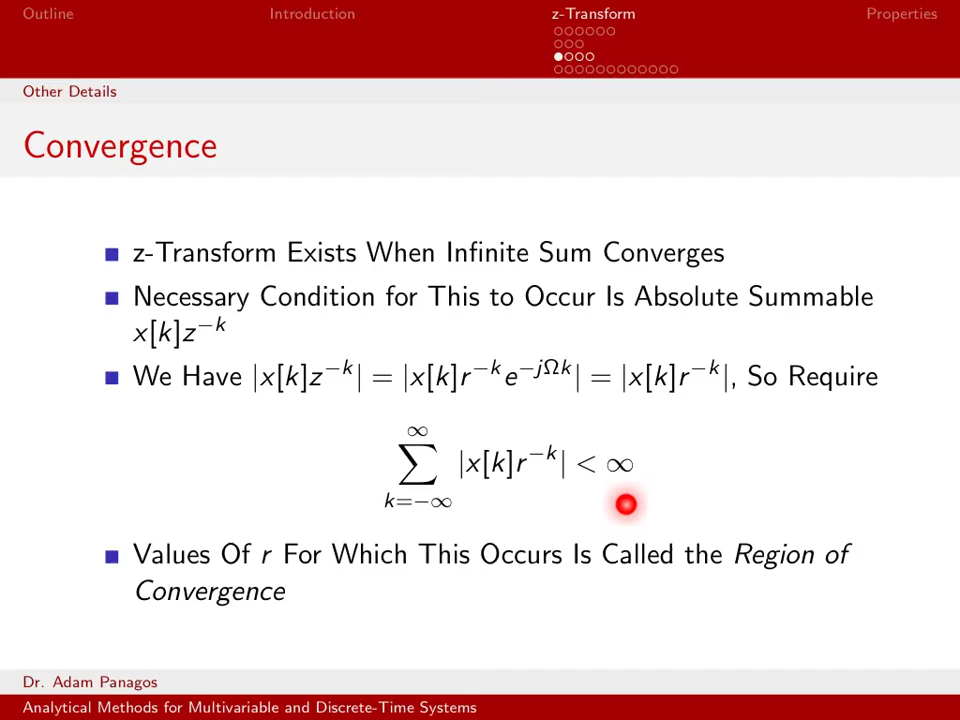 Outline Introduction z-Transform Properties
Other Details
Convergence
z-Transform Exists When Infinite Sum Converges
Necessary Condition for This to Occur Is Absolute Summable
x[k]z^{−k}
We Have |x[k]z^{−k}| = |x[k]r^{−k}e^{−jΩk}| = |x[k]r^{−k}|, So Require
∑_{k=−∞}^{∞} |x[k]r^{−k}| < ∞
Values Of r For Which This Occurs Is Called the Region of
Convergence
Dr. Adam Panagos
Analytical Methods for Multivariable and Discrete-Time Systems